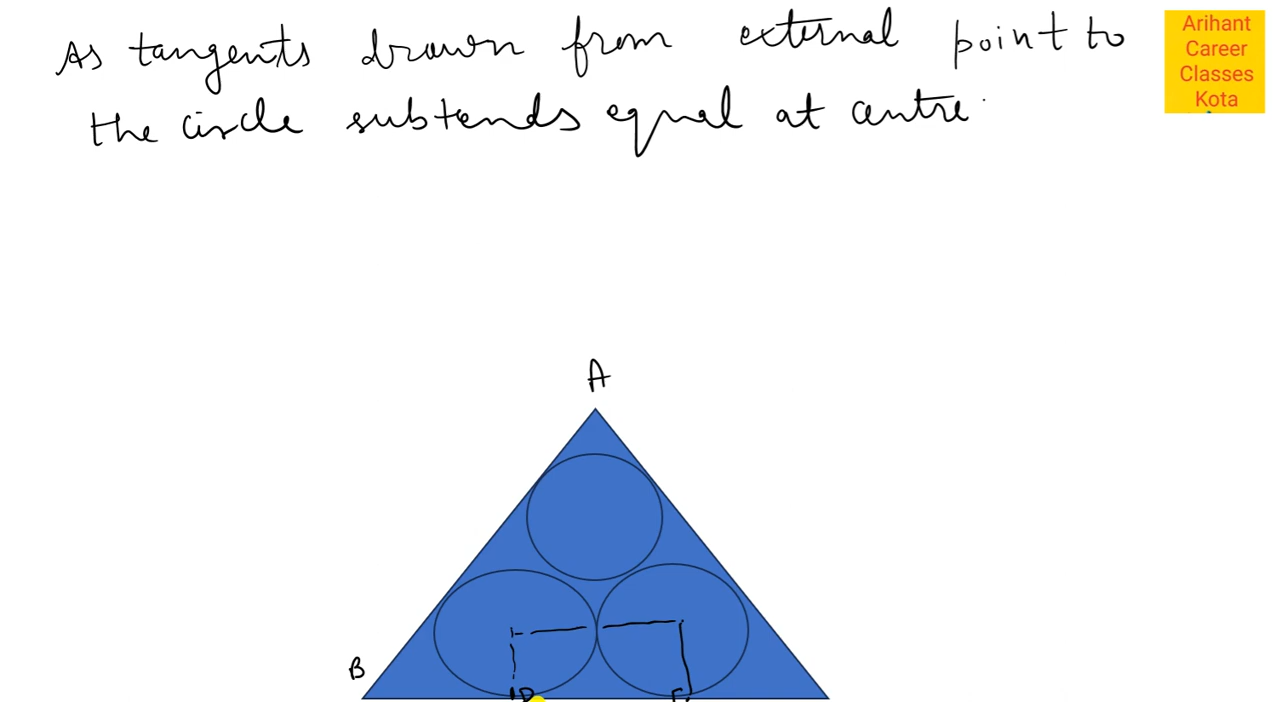 As tangents drawn from external point to
the circle subtends equal at centre
Arihant
Career
Classes
Kota
A
B
D